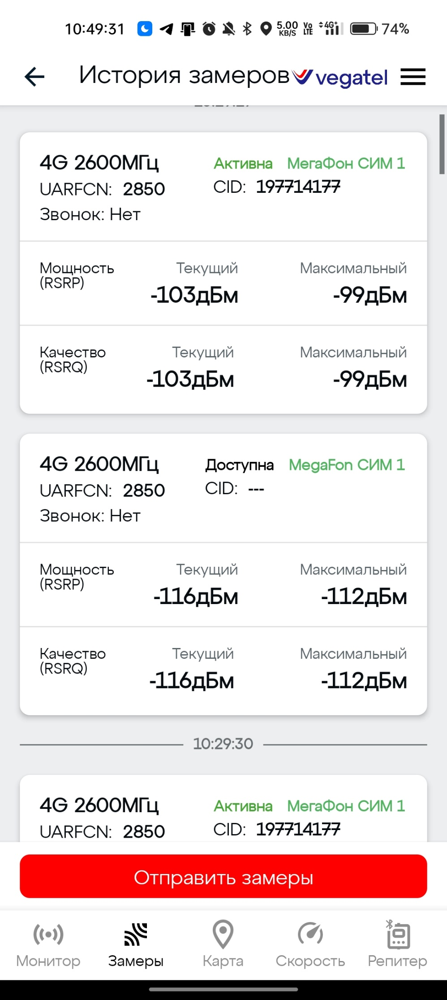 10:49:31 5.00 KB/S Vo LTE 4G+ 74%
История замеров vegatel
4G 2600МГц Активна МегаФон СИМ 1
UARFCN: 2850 CID: 197714177
Звонок: Нет
Мощность Текущий Максимальный
(RSRP) -103дБм -99дБм
Качество Текущий Максимальный
(RSRQ) -103дБм -99дБм
4G 2600МГц Доступна MegaFon СИМ 1
UARFCN: 2850 CID: ---
Звонок: Нет
Мощность Текущий Максимальный
(RSRP) -116дБм -112дБм
Качество Текущий Максимальный
(RSRQ) -116дБм -112дБм
10:29:30
4G 2600МГц Активна МегаФон СИМ 1
UARFCN: 2850 CID: 197714177
Отправить замеры
Монитор Замеры Карта Скорость Репитер